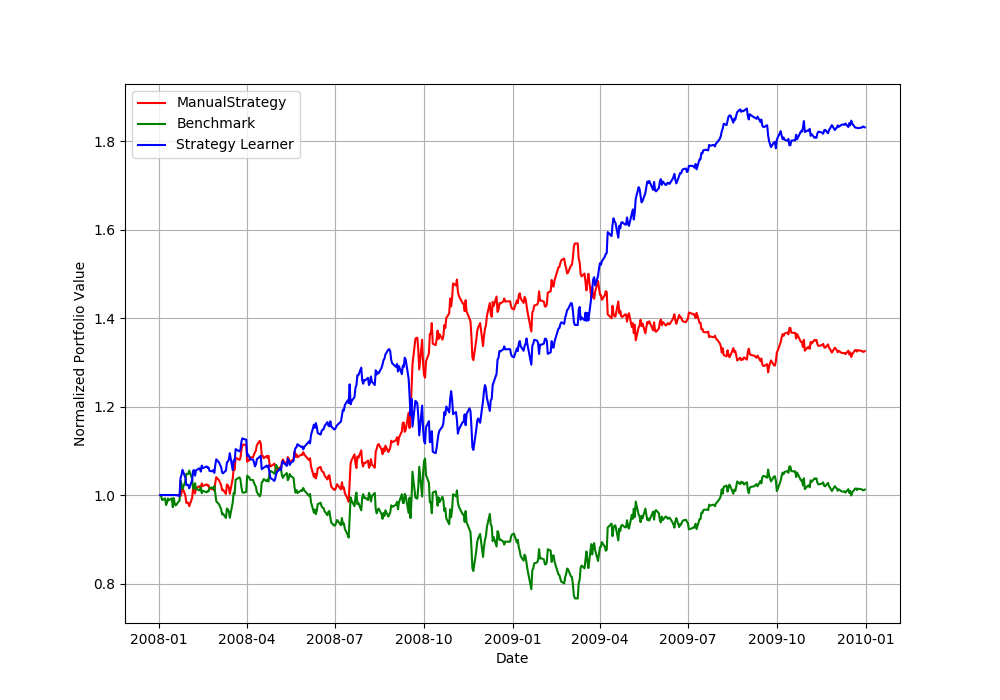 ManualStrategy
Benchmark
Strategy Learner
Normalized Portfolio Value
1.8
1.6
1.4
1.2
1.0
0.8
2008-01 2008-04 2008-07 2008-10 2009-01 2009-04 2009-07 2009-10 2010-01
Date